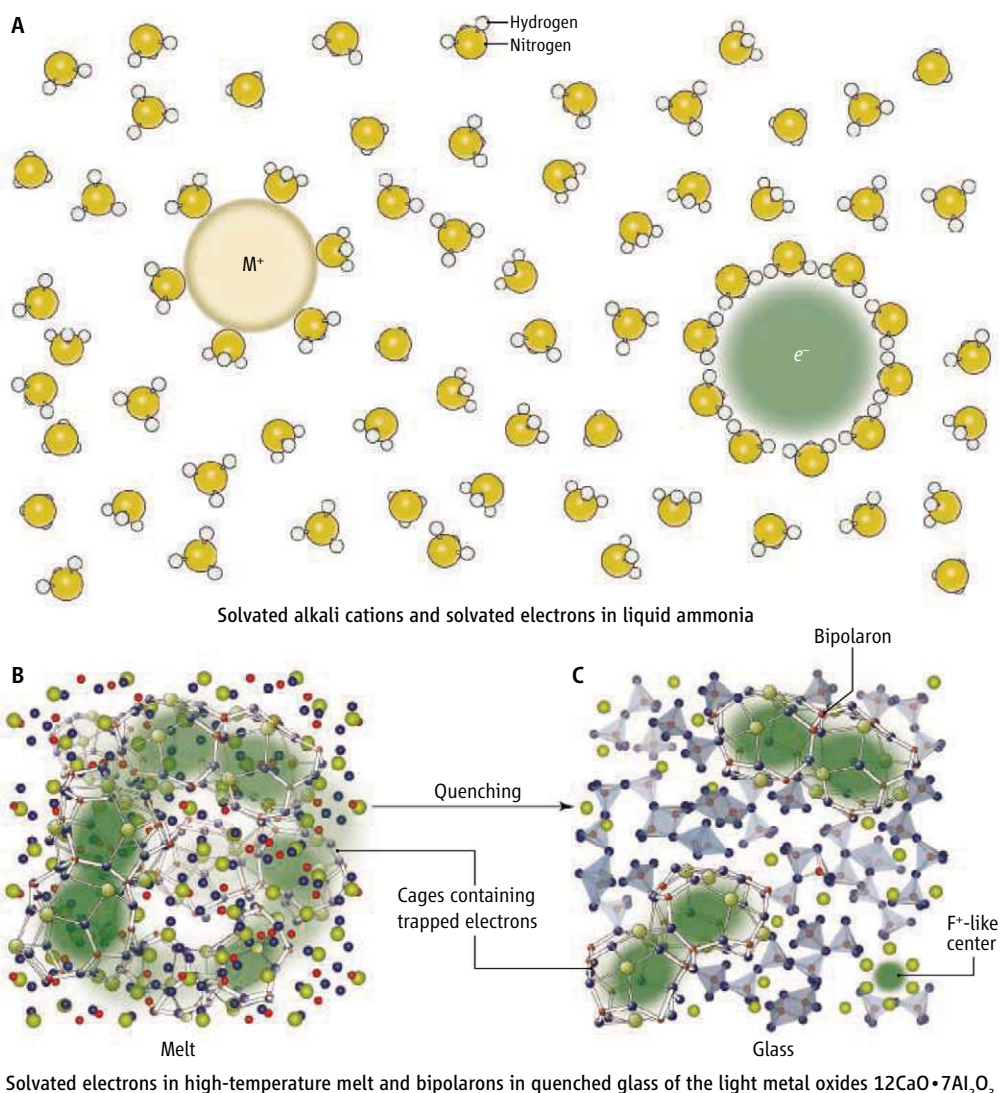 A
Hydrogen
Nitrogen
M⁺
e⁻
Solvated alkali cations and solvated electrons in liquid ammonia
Bipolaron
B
C
Quenching
Cages containing
trapped electrons
F⁺-like
center
Melt
Glass
Solvated electrons in high-temperature melt and bipolarons in quenched glass of the light metal oxides 12CaO•7Al₂O₃